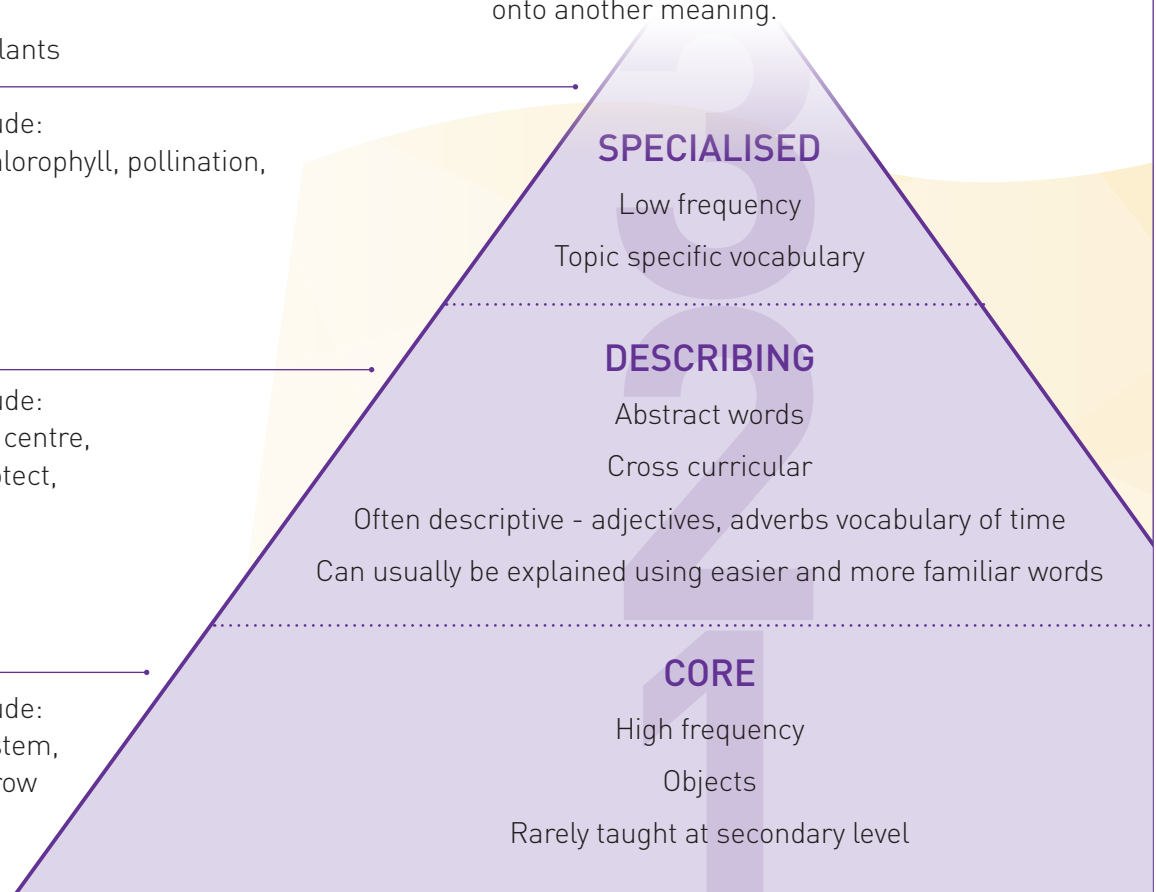 onto another meaning.
lants
ude:
lorophyll, pollination,
3
SPECIALISED
Low frequency
Topic specific vocabulary
ude:
centre,
otect,
2
DESCRIBING
Abstract words
Cross curricular
Often descriptive - adjectives, adverbs vocabulary of time
Can usually be explained using easier and more familiar words
ude:
stem,
row
1
CORE
High frequency
Objects
Rarely taught at secondary level